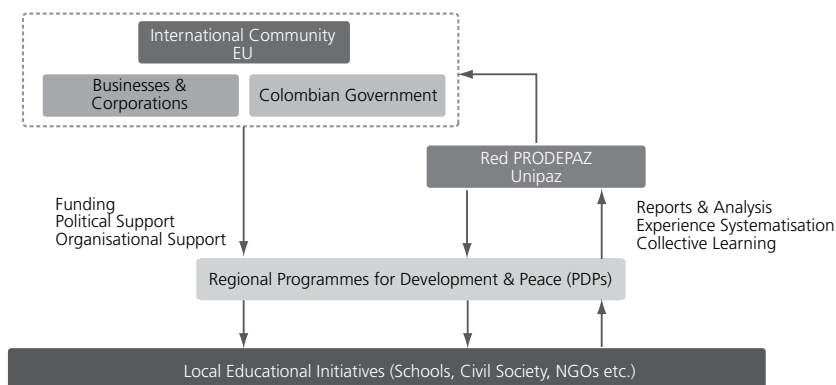 International Community
EU
Businesses &
Corporations
Colombian Government
Red PRODEPAZ
Unipaz
Funding
Political Support
Organisational Support
Reports & Analysis
Experience Systematisation
Collective Learning
Regional Programmes for Development & Peace (PDPs)
Local Educational Initiatives (Schools, Civil Society, NGOs etc.)